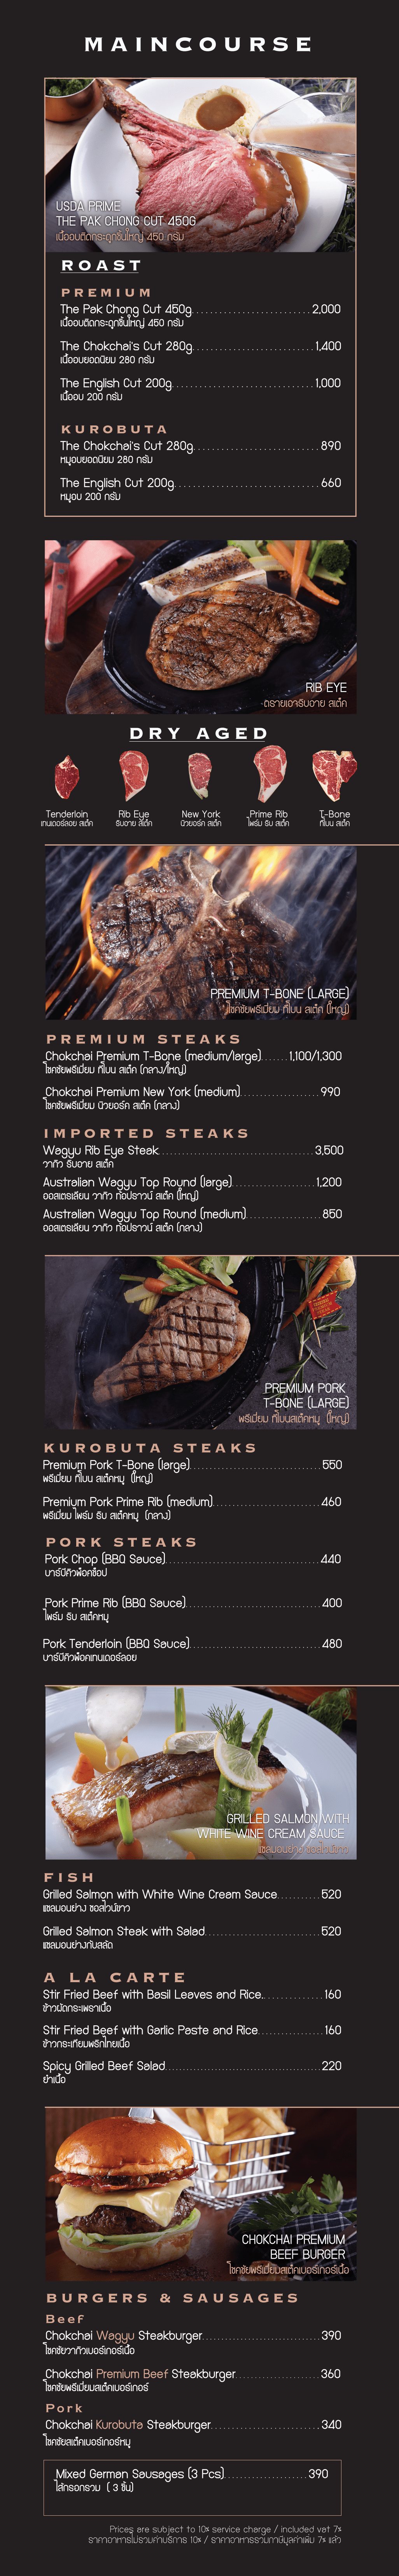 MAINCOURSE
USDA PRIME
THE PAK CHONG CUT 450G
เนื้ออบติดกระดูกชิ้นใหญ่ 450 กรัม
ROAST
PREMIUM
The Pak Chong Cut 450g. 2,000
เนื้ออบติดกระดูกชิ้นใหญ่ 450 กรัม
The Chokchai's Cut 280g. 1,400
เนื้ออบยอดนิยม 280 กรัม
The English Cut 200g. 1,000
เนื้ออบ 200 กรัม
KUROBUTA
The Chokchai's Cut 280g. 890
หมูอบยอดนิยม 280 กรัม
The English Cut 200g. 660
หมูอบ 200 กรัม
RIB EYE
ดรายเอจริบอาย สเต็ค
DRY AGED
Tenderloin Rib Eye New York Prime Rib T-Bone
เทนเดอร์ลอย สเต็ค ริบอาย สเต็ค นิวยอร์ค สเต็ค ไพร์ม ริบ สเต็ค ทีโบน สเต็ค
PREMIUM T-BONE (LARGE)
โชคชัยพรีเมี่ยม ทีโบน สเต็ค (ใหญ่)
PREMIUM STEAKS
Chokchai Premium T-Bone (medium/large) 1,100/1,300
โชคชัยพรีเมี่ยม ทีโบน สเต็ค (กลาง/ใหญ่)
Chokchai Premium New York (medium) 990
โชคชัยพรีเมี่ยม นิวยอร์ค สเต็ค (กลาง)
IMPORTED STEAKS
Wagyu Rib Eye Steak 3,500
วากิว ริบอาย สเต็ค
Australian Wagyu Top Round (large) 1,200
ออสเตรเลียน วากิว ท๊อปราวน์ สเต็ค (ใหญ่)
Australian Wagyu Top Round (medium) 850
ออสเตรเลียน วากิว ท๊อปราวน์ สเต็ค (กลาง)
PREMIUM PORK
T-BONE (LARGE)
พรีเมี่ยม ทีโบนสเต็คหมู (ใหญ่)
KUROBUTA STEAKS
Premium Pork T-Bone (large) 550
พรีเมี่ยม ทีโบน สเต็คหมู (ใหญ่)
Premium Pork Prime Rib (medium) 460
พรีเมี่ยม ไพร์ม ริบ สเต็คหมู (กลาง)
PORK STEAKS
Pork Chop (BBQ Sauce) 440
บาร์บีคิวพ๊อคช็อป
Pork Prime Rib (BBQ Sauce) 400
ไพร์ม ริบ สเต็คหมู
Pork Tenderloin (BBQ Sauce) 480
บาร์บีคิวพ๊อคเทนเดอร์ลอย
GRILLED SALMON WITH
WHITE WINE CREAM SAUCE
แซลมอนย่าง ซอสไวน์ขาว
FISH
Grilled Salmon with White Wine Cream Sauce 520
แซลมอนย่าง ซอสไวน์ขาว
Grilled Salmon Steak with Salad 520
แซลมอนย่างกับสลัด
A LA CARTE
Stir Fried Beef with Basil Leaves and Rice. 160
ข้าวผัดกระเพราเนื้อ
Stir Fried Beef with Garlic Paste and Rice 160
ข้าวกระเทียมพริกไทยเนื้อ
Spicy Grilled Beef Salad 220
ยำเนื้อ
CHOKCHAI PREMIUM
BEEF BURGER
โชคชัยพรีเมี่ยมสเต็คเบอร์เกอร์เนื้อ
BURGERS & SAUSAGES
Beef
Chokchai Wagyu Steakburger 390
โชคชัยวากิวเบอร์เกอร์เนื้อ
Chokchai Premium Beef Steakburger 360
โชคชัยพรีเมี่ยมสเต็คเบอร์เกอร์
Pork
Chokchai Kurobuta Steakburger 340
โชคชัยสเต็คเบอร์เกอร์หมู
Mixed German Sausages (3 Pcs) 390
ไส้กรอกรวม ( 3 ชิ้น)
Prices are subject to 10% service charge / included vat 7%
ราคาอาหารไม่รวมค่าบริการ 10% / ราคาอาหารรวมภาษีมูลค่าเพิ่ม 7% แล้ว